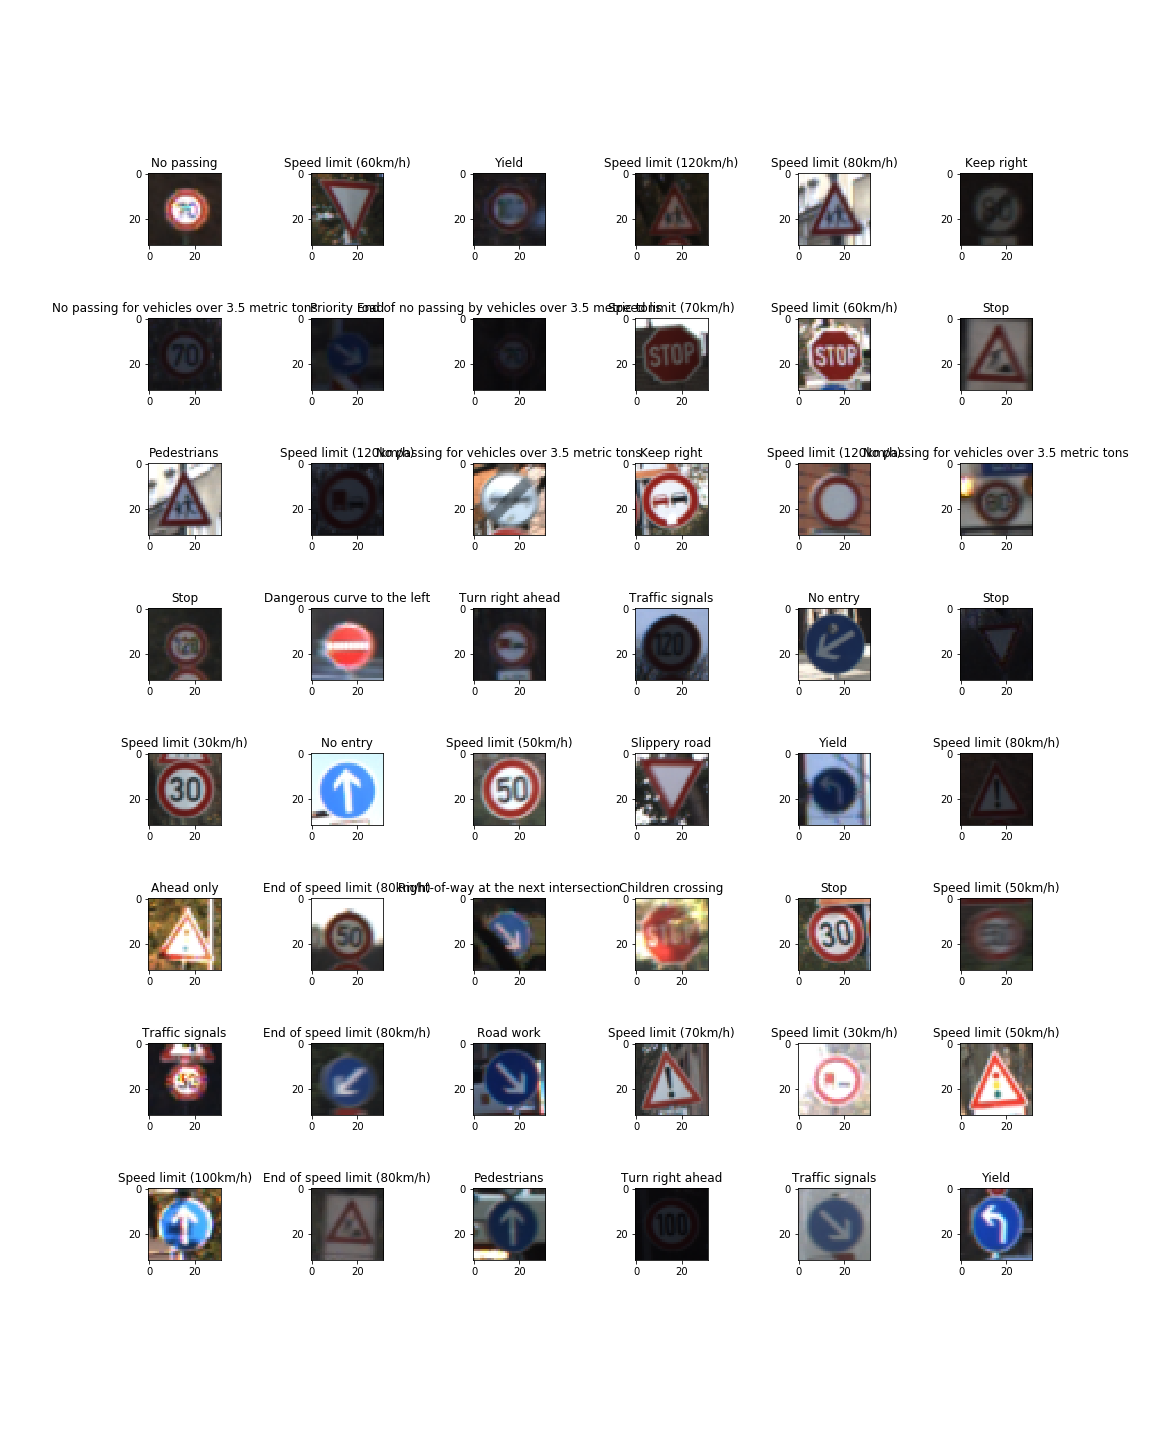 No passing Speed limit (60km/h) Yield Speed limit (120km/h) Speed limit (80km/h) Keep right
0 0 0 0 0 0
70
20 20 20 20 20 20
0 20 0 20 0 20 0 20 0 20 0 20
No passing for vehicles over 3.5 metric tons Priority road End of no passing by vehicles over 3.5 metric tons Speed limit (70km/h) Speed limit (60km/h) Stop
0 0 0 0 0 0
70 70 STOP STOP
20 20 20 20 20 20
0 20 0 20 0 20 0 20 0 20 0 20
Pedestrians Speed limit (120km/h) No passing for vehicles over 3.5 metric tons Keep right Speed limit (120km/h) No passing for vehicles over 3.5 metric tons
0 0 0 0 0 0
60
20 20 20 20 20 20
0 20 0 20 0 20 0 20 0 20 0 20
Stop Dangerous curve to the left Turn right ahead Traffic signals No entry Stop
0 0 0 0 0 0
120 120
20 20 20 20 20 20
0 20 0 20 0 20 0 20 0 20 0 20
Speed limit (30km/h) No entry Speed limit (50km/h) Slippery road Yield Speed limit (80km/h)
0 0 0 0 0 0
30 50
20 20 20 20 20 20
0 20 0 20 0 20 0 20 0 20 0 20
Ahead only End of speed limit (80km/h) Right-of-way at the next intersection Children crossing Stop Speed limit (50km/h)
0 0 0 0 0 0
50 STOP 30
20 20 20 20 20 20
0 20 0 20 0 20 0 20 0 20 0 20
Traffic signals End of speed limit (80km/h) Road work Speed limit (70km/h) Speed limit (30km/h) Speed limit (50km/h)
0 0 0 0 0 0
50
20 20 20 20 20 20
0 20 0 20 0 20 0 20 0 20 0 20
Speed limit (100km/h) End of speed limit (80km/h) Pedestrians Turn right ahead Traffic signals Yield
0 0 0 0 0 0
100
20 20 20 20 20 20
0 20 0 20 0 20 0 20 0 20 0 20